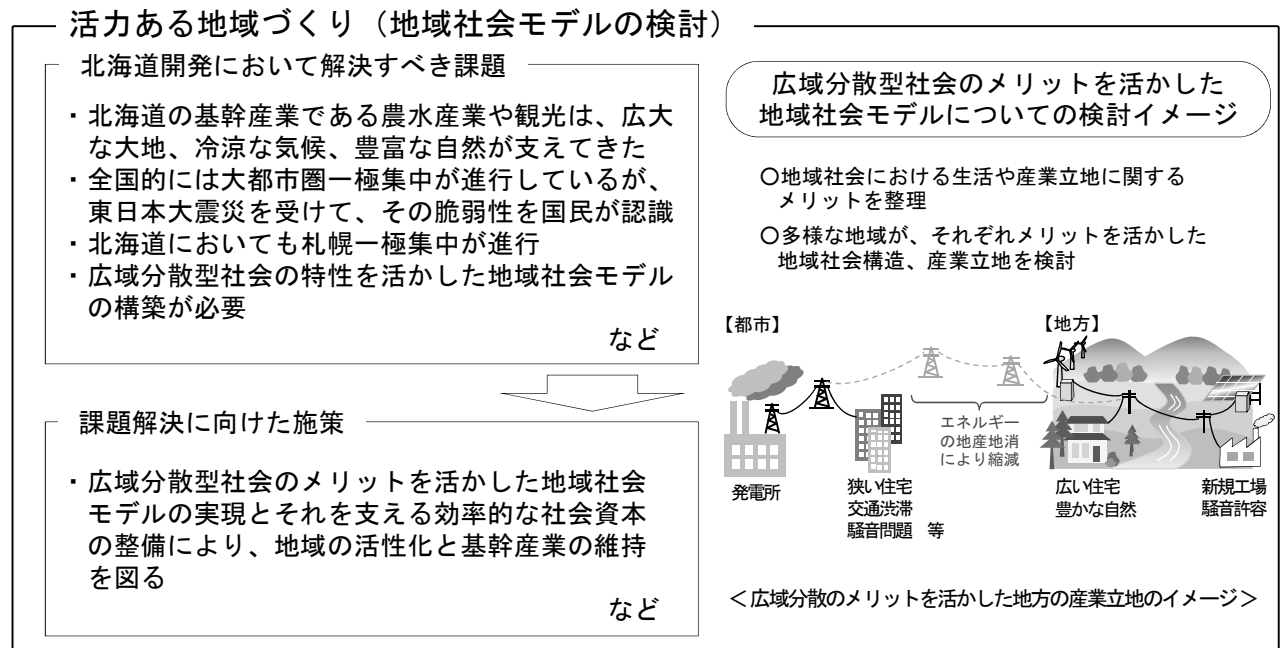 活力ある地域づくり（地域社会モデルの検討）
北海道開発において解決すべき課題
・北海道の基幹産業である農水産業や観光は、広大
な大地、冷涼な気候、豊富な自然が支えてきた
・全国的には大都市圏一極集中が進行しているが、
東日本大震災を受けて、その脆弱性を国民が認識
・北海道においても札幌一極集中が進行
・広域分散型社会の特性を活かした地域社会モデル
の構築が必要
など
課題解決に向けた施策
・広域分散型社会のメリットを活かした地域社会
モデルの実現とそれを支える効率的な社会資本
の整備により、地域の活性化と基幹産業の維持
を図る
など
広域分散型社会のメリットを活かした
地域社会モデルについての検討イメージ
〇地域社会における生活や産業立地に関する
メリットを整理
〇多様な地域が、それぞれメリットを活かした
地域社会構造、産業立地を検討
【都市】
【地方】
エネルギー
の地産地消
により縮減
発電所
狭い住宅
交通渋滞
騒音問題　等
広い住宅
豊かな自然
新規工場
騒音許容
＜広域分散のメリットを活かした地方の産業立地のイメージ＞